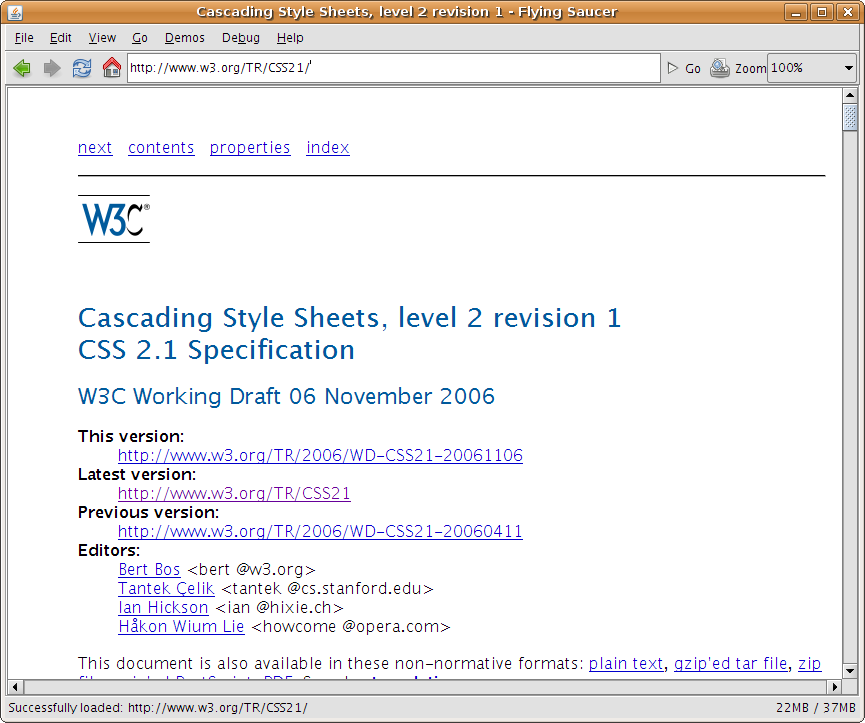 Cascading Style Sheets, level 2 revision 1 - Flying Saucer
File Edit View Go Demos Debug Help
http://www.w3.org/TR/CSS21/ Go Zoom 100%
next contents properties index
W3C®
Cascading Style Sheets, level 2 revision 1
CSS 2.1 Specification
W3C Working Draft 06 November 2006
This version:
http://www.w3.org/TR/2006/WD-CSS21-20061106
Latest version:
http://www.w3.org/TR/CSS21
Previous version:
http://www.w3.org/TR/2006/WD-CSS21-20060411
Editors:
Bert Bos <bert @w3.org>
Tantek Çelik <tantek @cs.stanford.edu>
Ian Hickson <ian @hixie.ch>
Håkon Wium Lie <howcome @opera.com>
This document is also available in these non-normative formats: plain text, gzip'ed tar file, zip
Successfully loaded: http://www.w3.org/TR/CSS21/ 22MB / 37MB